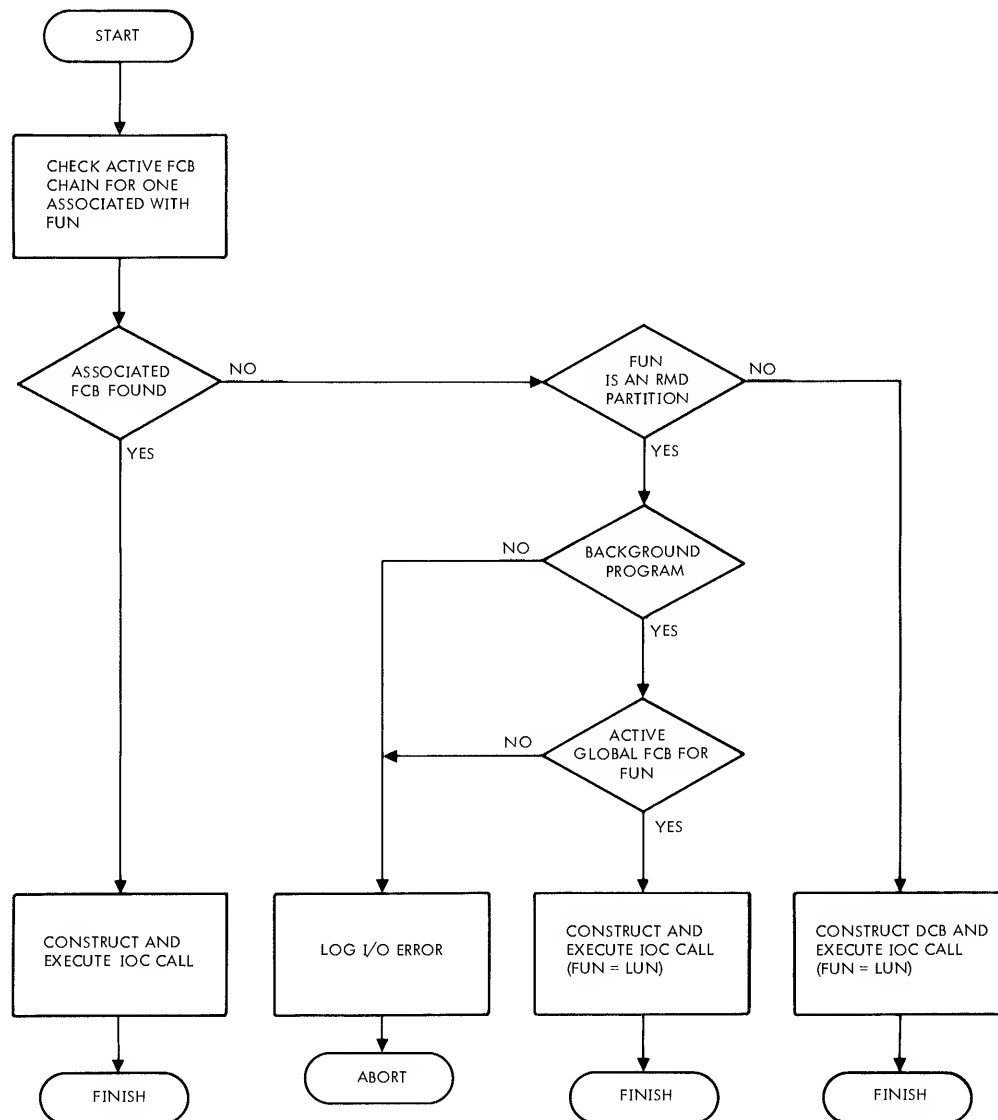 START
CHECK ACTIVE FCB
CHAIN FOR ONE
ASSOCIATED WITH
FUN
ASSOCIATED
FCB FOUND
NO
YES
FUN
IS AN RMD
PARTITION
NO
YES
BACKGROUND
PROGRAM
NO
YES
ACTIVE
GLOBAL FCB FOR
FUN
NO
YES
CONSTRUCT AND
EXECUTE IOC CALL
LOG I/O ERROR
CONSTRUCT AND
EXECUTE IOC CALL
(FUN = LUN)
CONSTRUCT DCB AND
EXECUTE IOC CALL
(FUN = LUN)
FINISH
ABORT
FINISH
FINISH